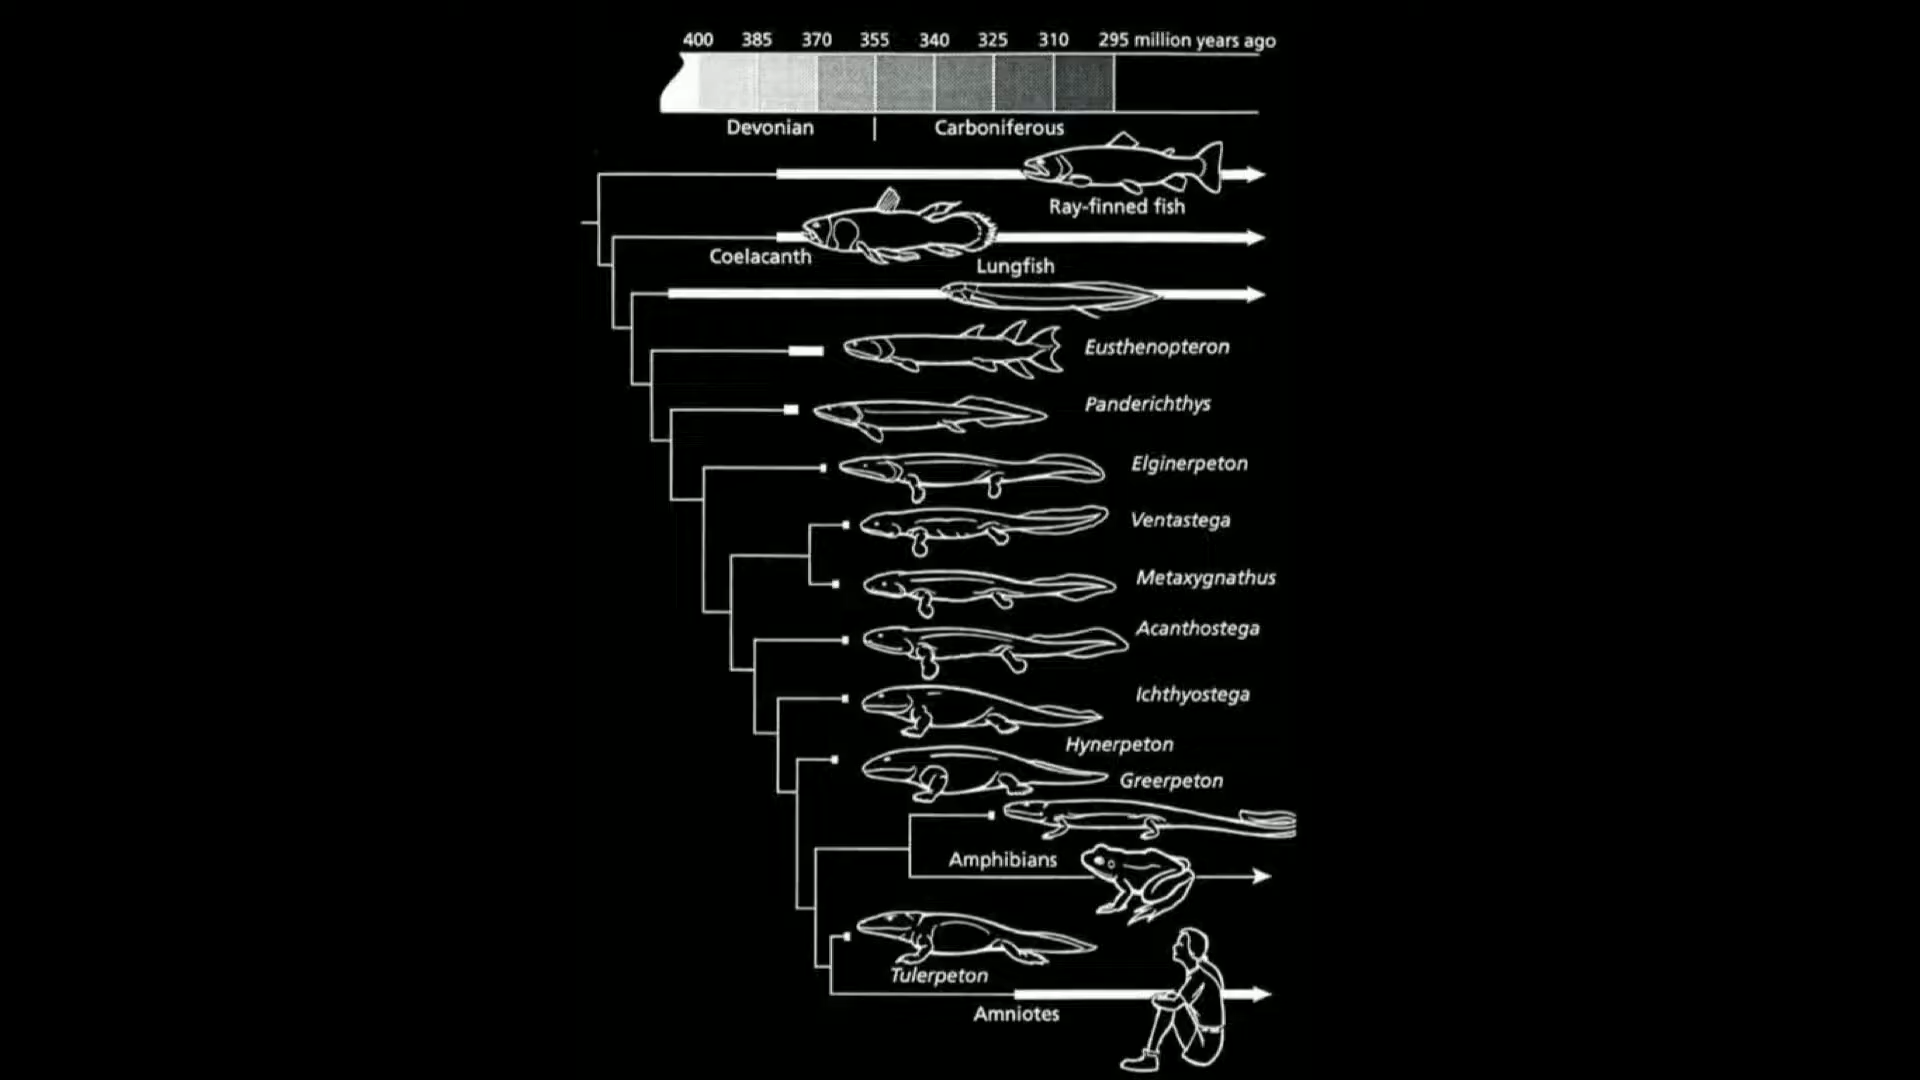 400 385 370 355 340 325 310 295 million years ago
Devonian | Carboniferous
Ray-finned fish
Coelacanth
Lungfish
Eusthenopteron
Panderichthys
Elginerpeton
Ventastega
Metaxygnathus
Acanthostega
Ichthyostega
Hynerpeton
Greerpeton
Amphibians
Tulerpeton
Amniotes